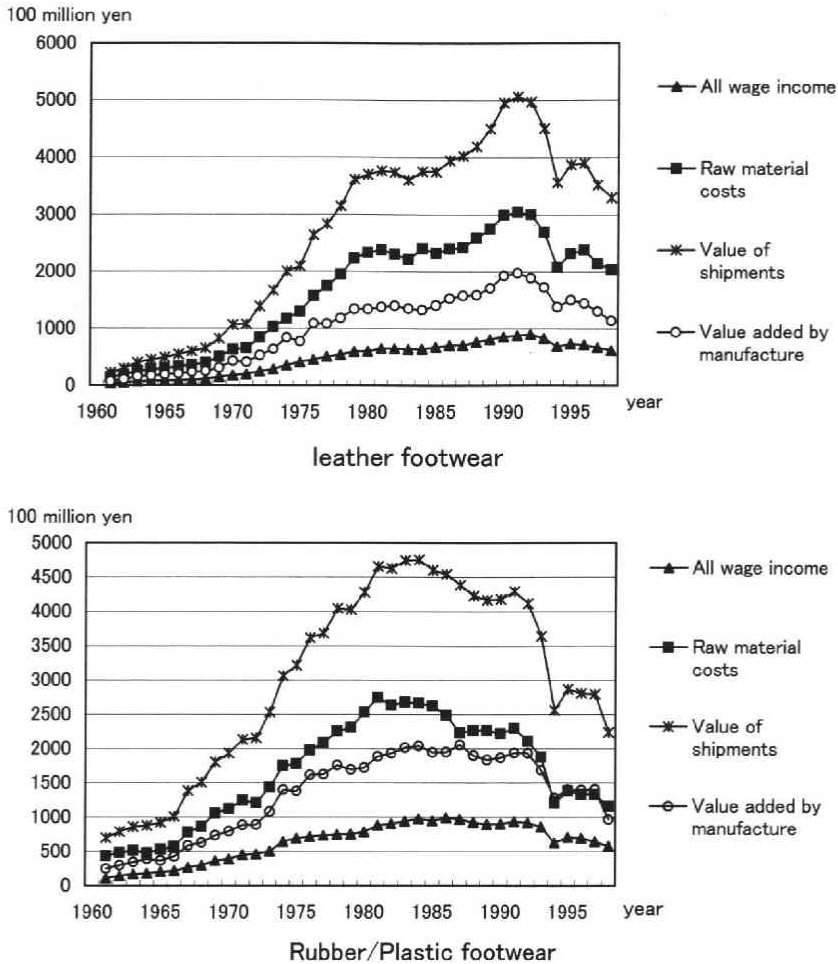 100 million yen
6000
5000
4000
3000
2000
1000
0
1960 1965 1970 1975 1980 1985 1990 1995 year
All wage income
Raw material
costs
Value of
shipments
Value added by
manufacture
leather footwear
100 million yen
5000
4500
4000
3500
3000
2500
2000
1500
1000
500
0
1960 1965 1970 1975 1980 1985 1990 1995 year
All wage income
Raw material
costs
Value of
shipments
Value added by
manufacture
Rubber/Plastic footwear